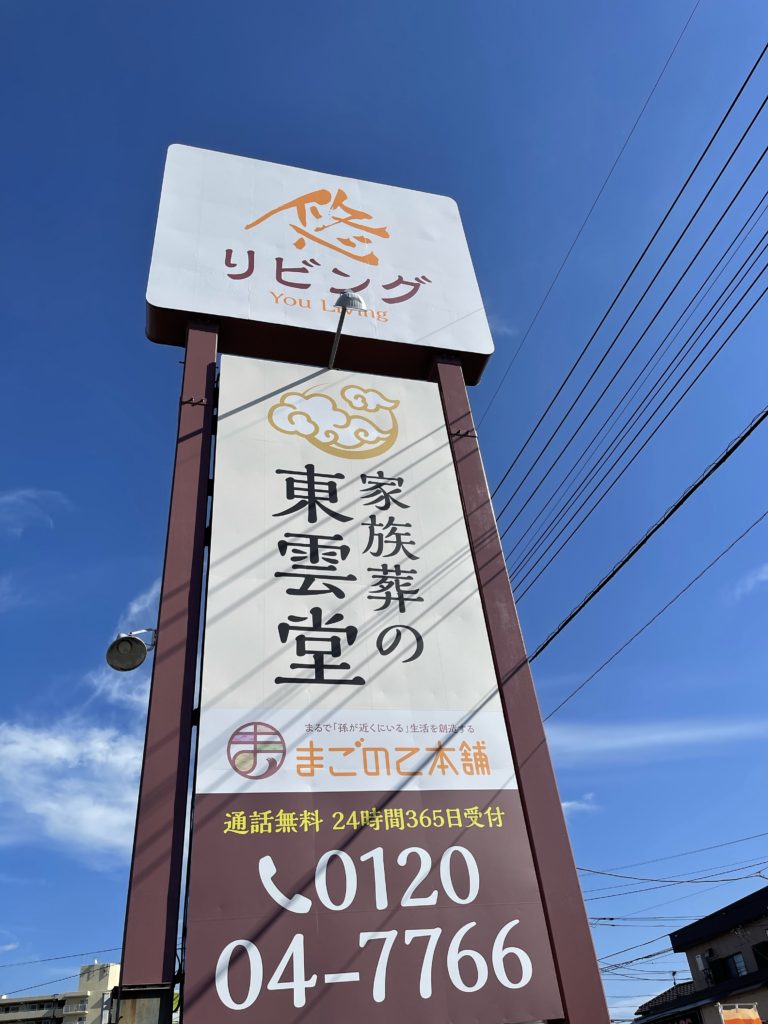 悠
リビング
You Living
家族葬の
東雲堂
まるで「孫が近くにいる」生活を創造する
ま
まごのて本舗
通話無料 24時間365日受付
0120
04-7766